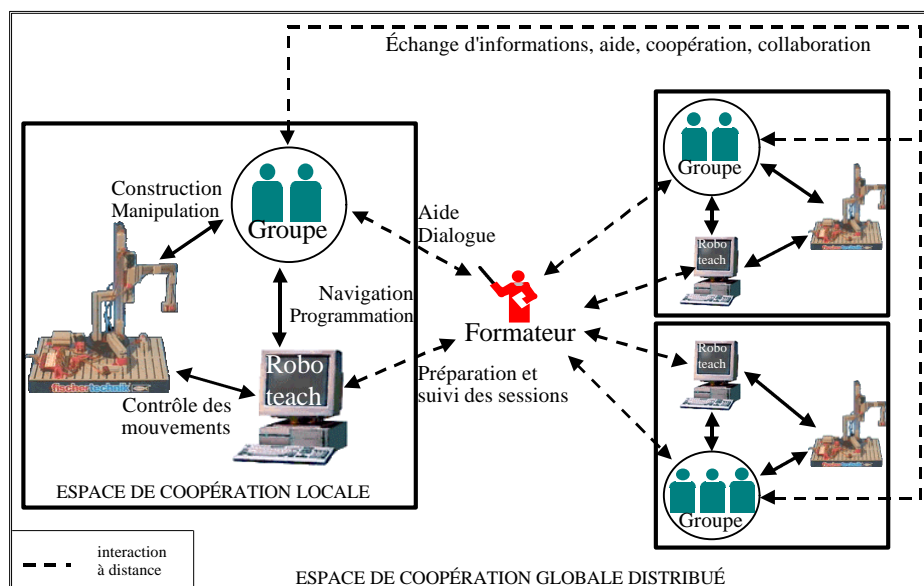 Échange d'informations, aide, coopération, collaboration
Construction
Manipulation
Groupe
Aide
Dialogue
Navigation
Programmation
Formateur
fischertechnik
Robo
teach
Contrôle des
mouvements
Préparation et
suivi des sessions
ESPACE DE COOPÉRATION LOCALE
Groupe
Robo
teach
Robo
teach
Groupe
interaction
à distance
ESPACE DE COOPÉRATION GLOBALE DISTRIBUÉ